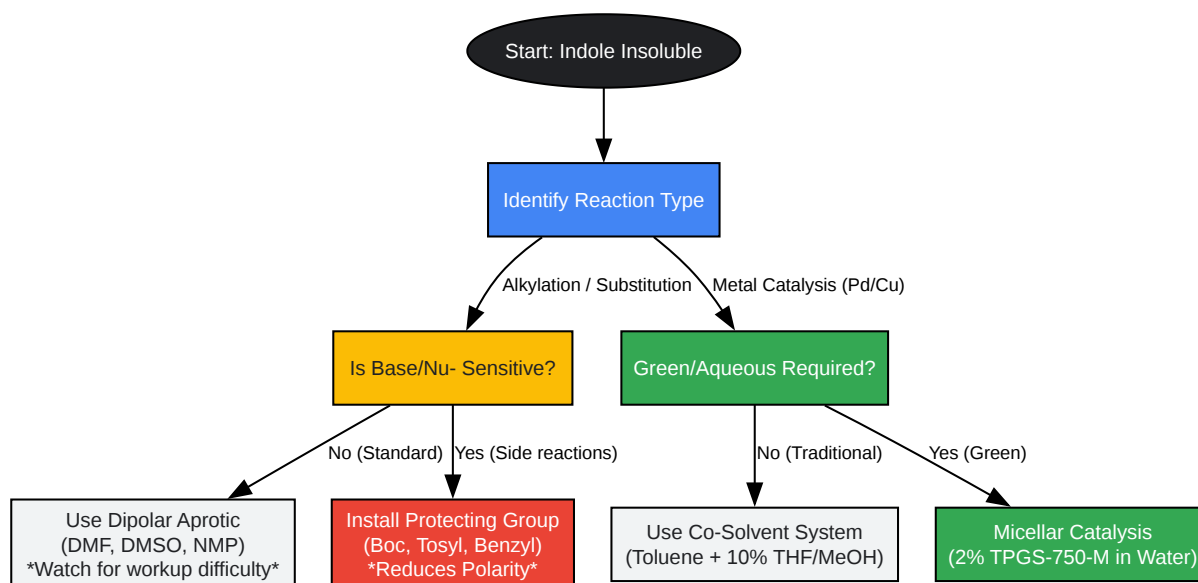 Start: Indole Insoluble
Identify Reaction Type
Alkylation / Substitution
Metal Catalysis (Pd/Cu)
Is Base/Nu- Sensitive?
Green/Aqueous Required?
No (Standard)
Yes (Side reactions)
No (Traditional)
Yes (Green)
Use Dipolar Aprotic
(DMF, DMSO, NMP)
*Watch for workup difficulty*
Install Protecting Group
(Boc, Tosyl, Benzyl)
*Reduces Polarity*
Use Co-Solvent System
(Toluene + 10% THF/MeOH)
Micellar Catalysis
(2% TPGS-750-M in Water)